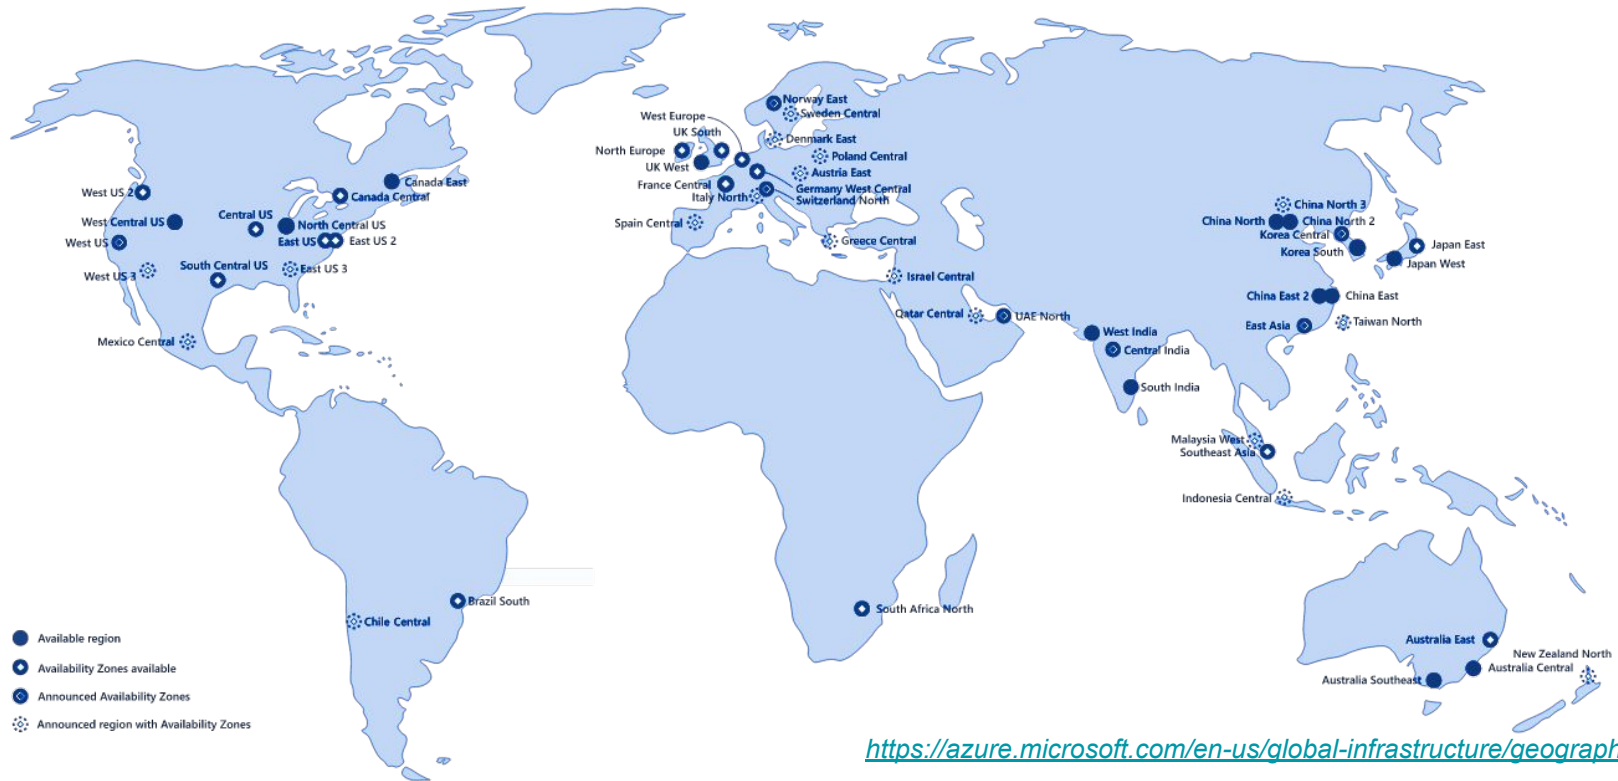 Norway East
Sweden Central
West Europe
UK South
Denmark East
North Europe
Poland Central
UK West
Austria East
France Central
Germany West Central
Italy North
Switzerland North
Spain Central
Greece Central
Israel Central
Qatar Central
UAE North
West US 2
Canada East
Canada Central
West Central US
Central US
North Central US
West US
East US
East US 2
West US 3
South Central US
East US 3
Mexico Central
China North 3
China North
China North 2
Korea Central
Japan East
Korea South
Japan West
China East 2
China East
East Asia
Taiwan North
West India
Central India
South India
Malaysia West
Southeast Asia
Indonesia Central
Brazil South
Chile Central
South Africa North
Australia East
New Zealand North
Australia Central
Australia Southeast
Available region
Availability Zones available
Announced Availability Zones
Announced region with Availability Zones
https://azure.microsoft.com/en-us/global-infrastructure/geograph